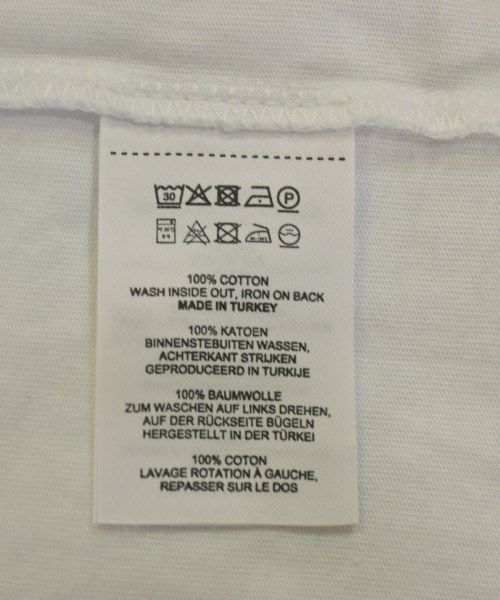 30 P
100% COTTON
WASH INSIDE OUT, IRON ON BACK
MADE IN TURKEY
100% KATOEN
BINNENSTEBUITEN WASSEN,
ACHTERKANT STRIJKEN
GEPRODUCEERD IN TURKIJE
100% BAUMWOLLE
ZUM WASCHEN AUF LINKS DREHEN,
AUF DER RÜCKSEITE BÜGELN
HERGESTELLT IN DER TÜRKEI
100% COTON
LAVAGE ROTATION À GAUCHE,
REPASSER SUR LE DOS